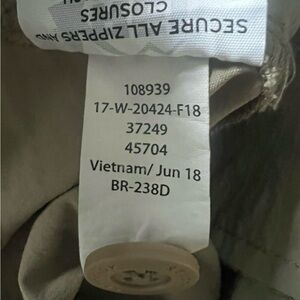 SECURE ALL ZIPPERS AND
CLOSURES
108939
17-W-20424-F18
37249
45704
Vietnam/ Jun 18
BR-238D